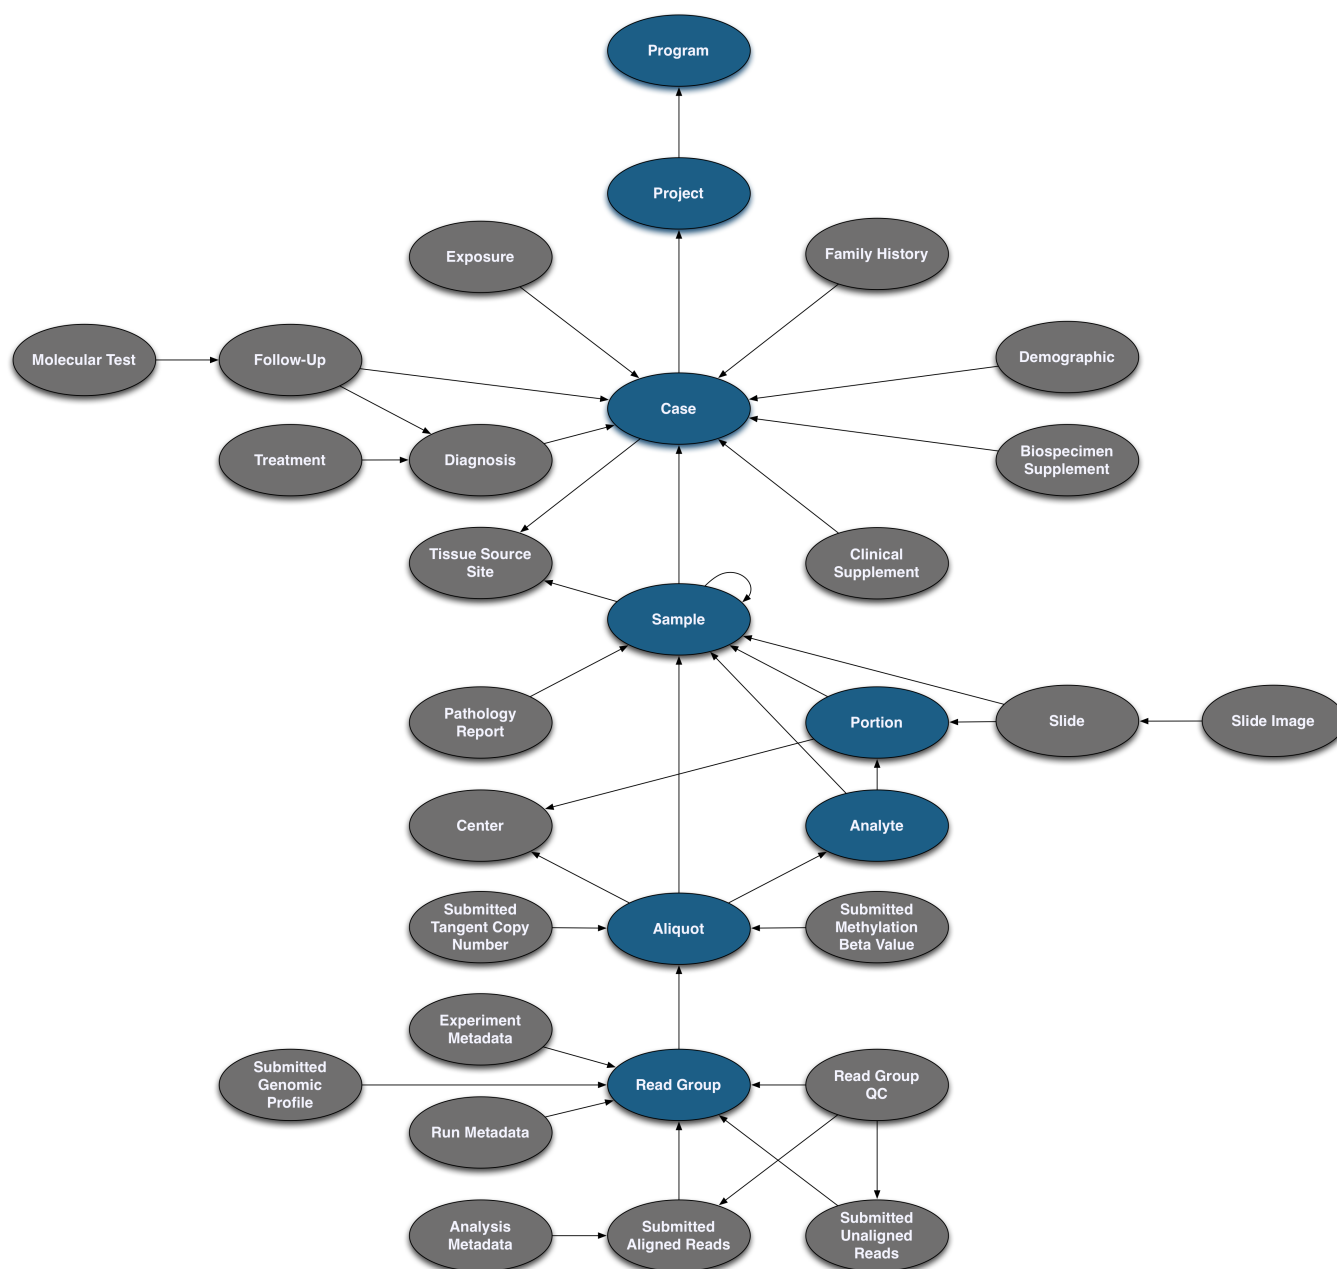 Program
Project
Exposure
Family History
Molecular Test
Follow-Up
Demographic
Case
Treatment
Diagnosis
Biospecimen
Supplement
Tissue Source
Site
Clinical
Supplement
Sample
Pathology
Report
Portion
Slide
Slide Image
Center
Analyte
Submitted
Tangent Copy
Number
Aliquot
Submitted
Methylation
Beta Value
Experiment
Metadata
Submitted
Genomic
Profile
Read Group
Read Group
QC
Run Metadata
Analysis
Metadata
Submitted
Aligned Reads
Submitted
Unaligned
Reads